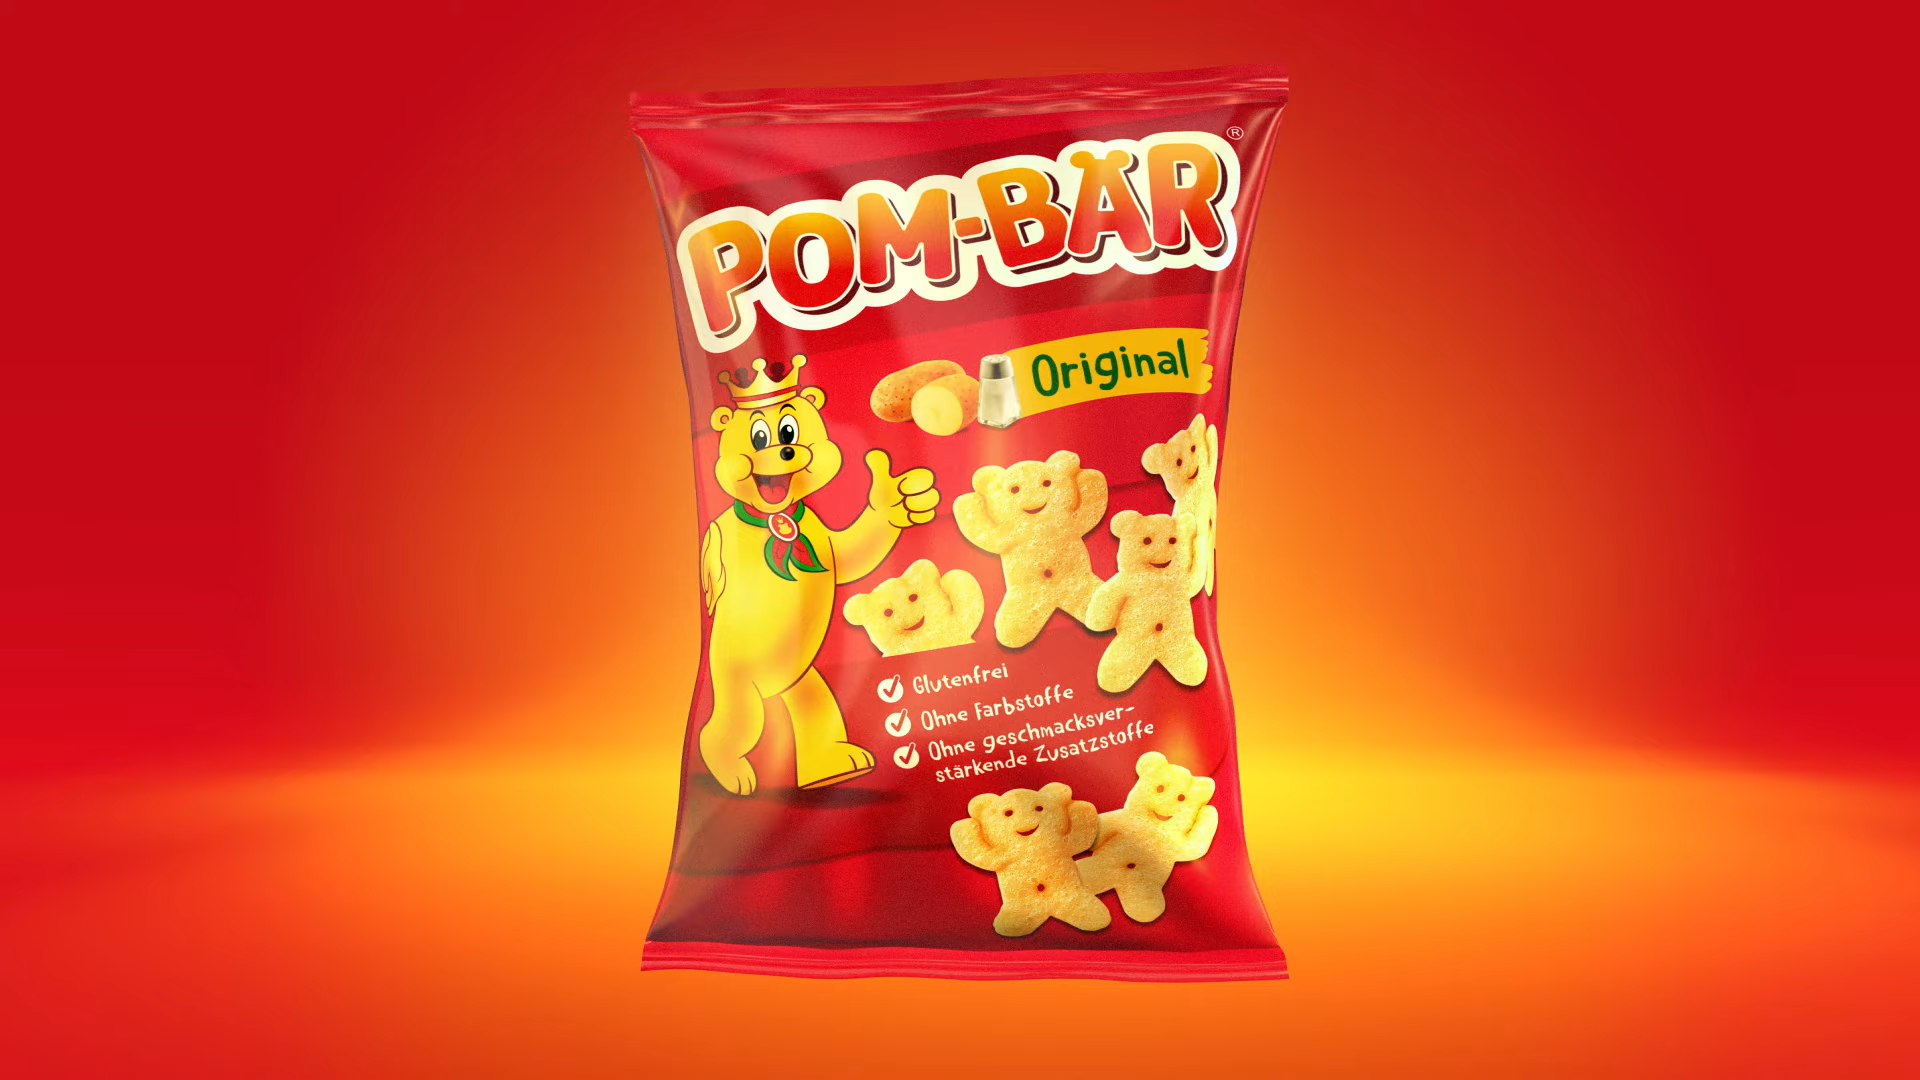 POM-BÄR®
Original
Glutenfrei
Ohne Farbstoffe
Ohne geschmacksver-
stärkende Zusatzstoffe